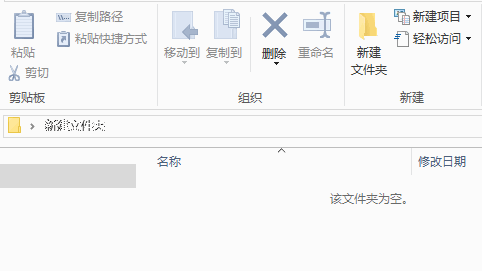 粘贴
复制路径
粘贴快捷方式
剪切
剪贴板
移动到
复制到
删除
重命名
组织
新建
文件夹
新建项目
轻松访问
新建
新建文件夹
名称
修改日期
该文件夹为空。